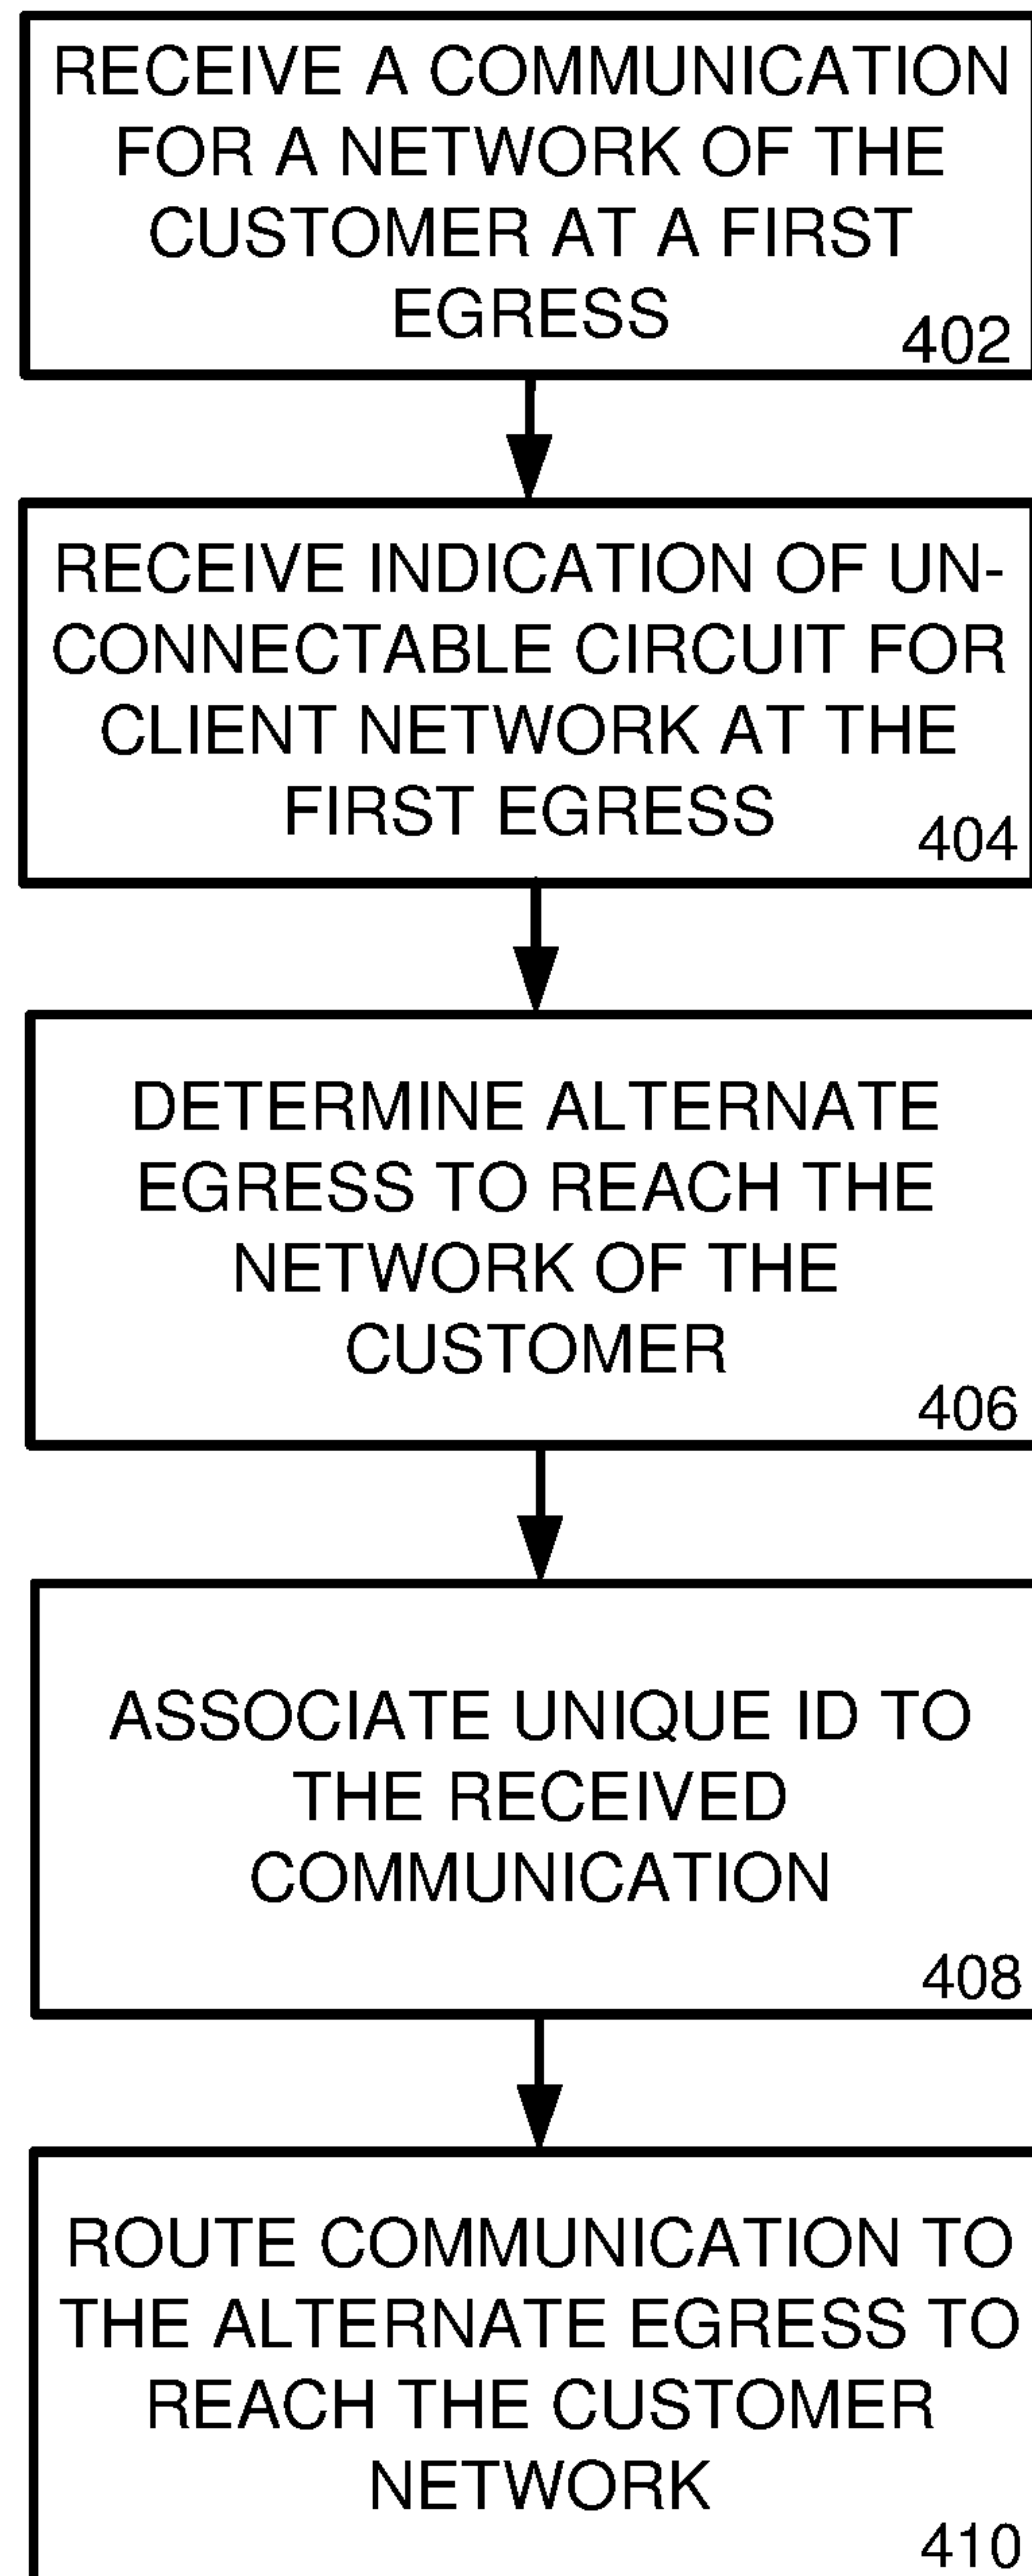 RECEIVE A COMMUNICATION
FOR A NETWORK OF THE
CUSTOMER AT A FIRST
EGRESS
402
RECEIVE INDICATION OF UN-
CONNECTABLE CIRCUIT FOR
CLIENT NETWORK AT THE
FIRST EGRESS
404
DETERMINE ALTERNATE
EGRESS TO REACH THE
NETWORK OF THE
CUSTOMER
406
ASSOCIATE UNIQUE ID TO
THE RECEIVED
COMMUNICATION
408
ROUTE COMMUNICATION TO
THE ALTERNATE EGRESS TO
REACH THE CUSTOMER
NETWORK
410